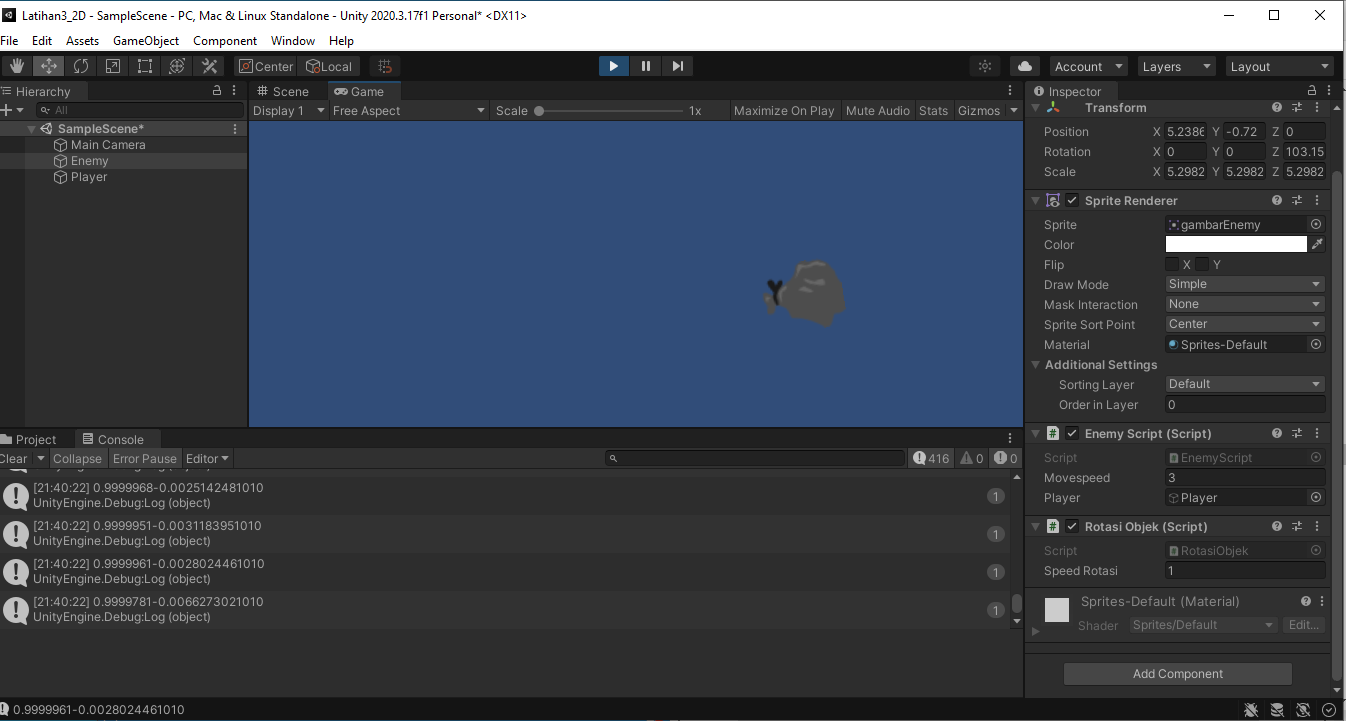 Latihan3_2D - SampleScene - PC, Mac & Linux Standalone - Unity 2020.3.17f1 Personal* <DX11>
File Edit Assets GameObject Component Window Help
Center Local Account Layers Layout
Hierarchy
All
SampleScene*
Main Camera
Enemy
Player
Scene Game
Display 1 Free Aspect Scale 1x Maximize On Play Mute Audio Stats Gizmos
Inspector
Transform
Position X 5.2386 Y -0.72 Z 0
Rotation X 0 Y 0 Z 103.15
Scale X 5.2982 Y 5.2982 Z 5.2982
Sprite Renderer
Sprite gambarEnemy
Color
Flip X Y
Draw Mode Simple
Mask Interaction None
Sprite Sort Point Center
Material Sprites-Default
Additional Settings
Sorting Layer Default
Order in Layer 0
Enemy Script (Script)
Script EnemyScript
Movespeed 3
Player Player
Rotasi Objek (Script)
Script RotasiObjek
Speed Rotasi 1
Sprites-Default (Material)
Shader Sprites/Default Edit...
Add Component
Project Console
Clear Collapse Error Pause Editor 416 0 0
UnityEngine.Debug:Log (object)
[21:40:22] 0.9999968-0.0025142481010
UnityEngine.Debug:Log (object) 1
[21:40:22] 0.9999951-0.0031183951010
UnityEngine.Debug:Log (object) 1
[21:40:22] 0.9999961-0.0028024461010
UnityEngine.Debug:Log (object) 1
[21:40:22] 0.9999781-0.0066273021010
UnityEngine.Debug:Log (object) 1
0.9999961-0.0028024461010